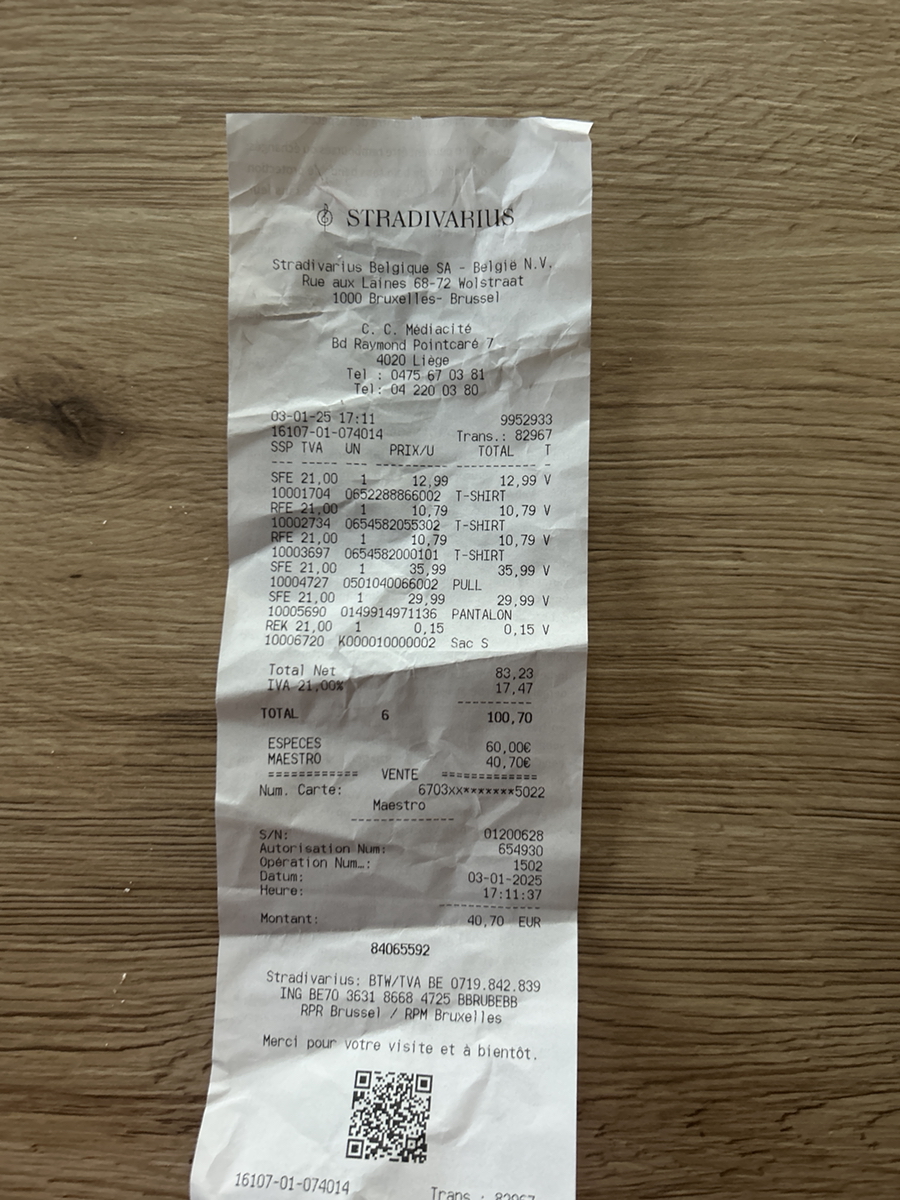 STRADIVARIUS
Stradivarius Belgique SA - België N.V.
Rue aux Laines 68-72 Wolstraat
1000 Bruxelles- Brussel
C. C. Médiacité
Bd Raymond Pointcaré 7
4020 Liège
Tel : 0475 67 03 81
Tel: 04 220 03 80
03-01-25 17:11 9952933
16107-01-074014 Trans.: 82967
SSP TVA UN PRIX/U TOTAL T
--- ----- --- --------- ----------- -
SFE 21,00 1 12,99 12,99 V
10001704 0652288866002 T-SHIRT
RFE 21,00 1 10,79 10,79 V
10002734 0654582055302 T-SHIRT
RFE 21,00 1 10,79 10,79 V
10003697 0654582000101 T-SHIRT
SFE 21,00 1 35,99 35,99 V
10004727 0501040066002 PULL
SFE 21,00 1 29,99 29,99 V
10005690 0149914971136 PANTALON
REK 21,00 1 0,15 0,15 V
10006720 K000010000002 Sac S
Total Net 83,23
IVA 21,00% 17,47
----------
TOTAL 6 100,70
ESPECES 60,00€
MAESTRO 40,70€
============ VENTE =============
Num. Carte: 6703xx*******5022
Maestro
--------------
S/N: 01200628
Autorisation Num: 654930
Opération Num…: 1502
Datum: 03-01-2025
Heure: 17:11:37
--------------
Montant: 40,70 EUR
84065592
Stradivarius: BTW/TVA BE 0719.842.839
ING BE70 3631 8668 4725 BBRUBEBB
RPR Brussel / RPM Bruxelles
Merci pour votre visite et à bientôt.
16107-01-074014 Trans.: 82967